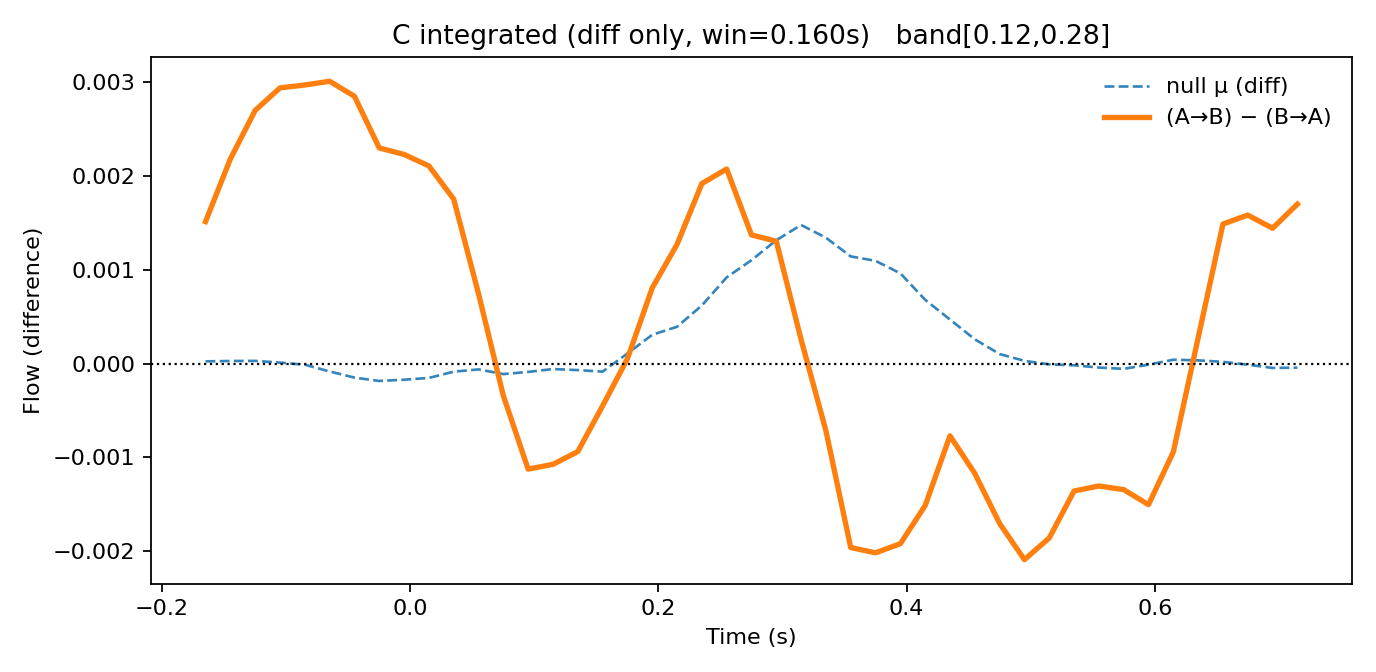 C integrated (diff only, win=0.160s)   band[0.12,0.28]
null μ (diff)
(A→B) − (B→A)
Flow (difference)
0.003
0.002
0.001
0.000
−0.001
−0.002
−0.2
0.0
0.2
0.4
0.6
Time (s)